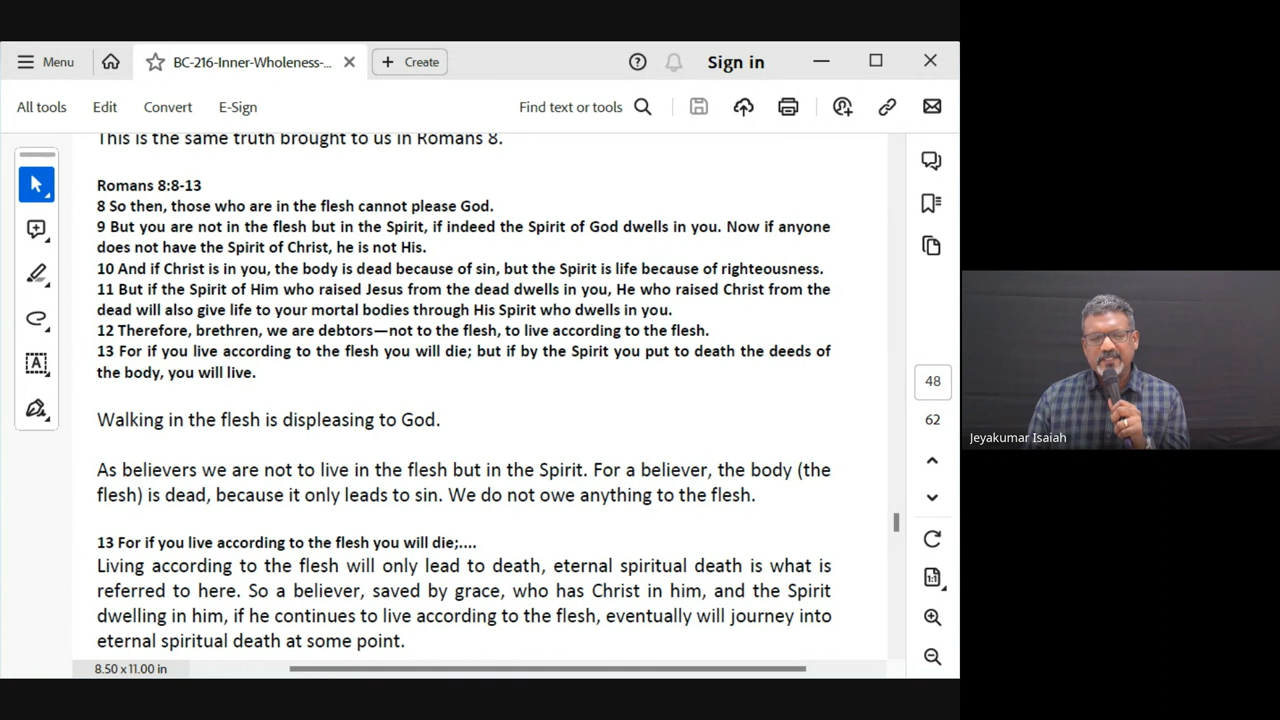 Menu
BC-216-Inner-Wholeness-...
Create
Sign in
All tools
Edit
Convert
E-Sign
Find text or tools
This is the same truth brought to us in Romans 8.
Romans 8:8-13
8 So then, those who are in the flesh cannot please God.
9 But you are not in the flesh but in the Spirit, if indeed the Spirit of God dwells in you. Now if anyone
does not have the Spirit of Christ, he is not His.
10 And if Christ is in you, the body is dead because of sin, but the Spirit is life because of righteousness.
11 But if the Spirit of Him who raised Jesus from the dead dwells in you, He who raised Christ from the
dead will also give life to your mortal bodies through His Spirit who dwells in you.
12 Therefore, brethren, we are debtors—not to the flesh, to live according to the flesh.
13 For if you live according to the flesh you will die; but if by the Spirit you put to death the deeds of
the body, you will live.
Walking in the flesh is displeasing to God.
As believers we are not to live in the flesh but in the Spirit. For a believer, the body (the
flesh) is dead, because it only leads to sin. We do not owe anything to the flesh.
13 For if you live according to the flesh you will die;....
Living according to the flesh will only lead to death, eternal spiritual death is what is
referred to here. So a believer, saved by grace, who has Christ in him, and the Spirit
dwelling in him, if he continues to live according to the flesh, eventually will journey into
eternal spiritual death at some point.
8.50 x 11.00 in
48
62
1:1
Jeyakumar Isaiah